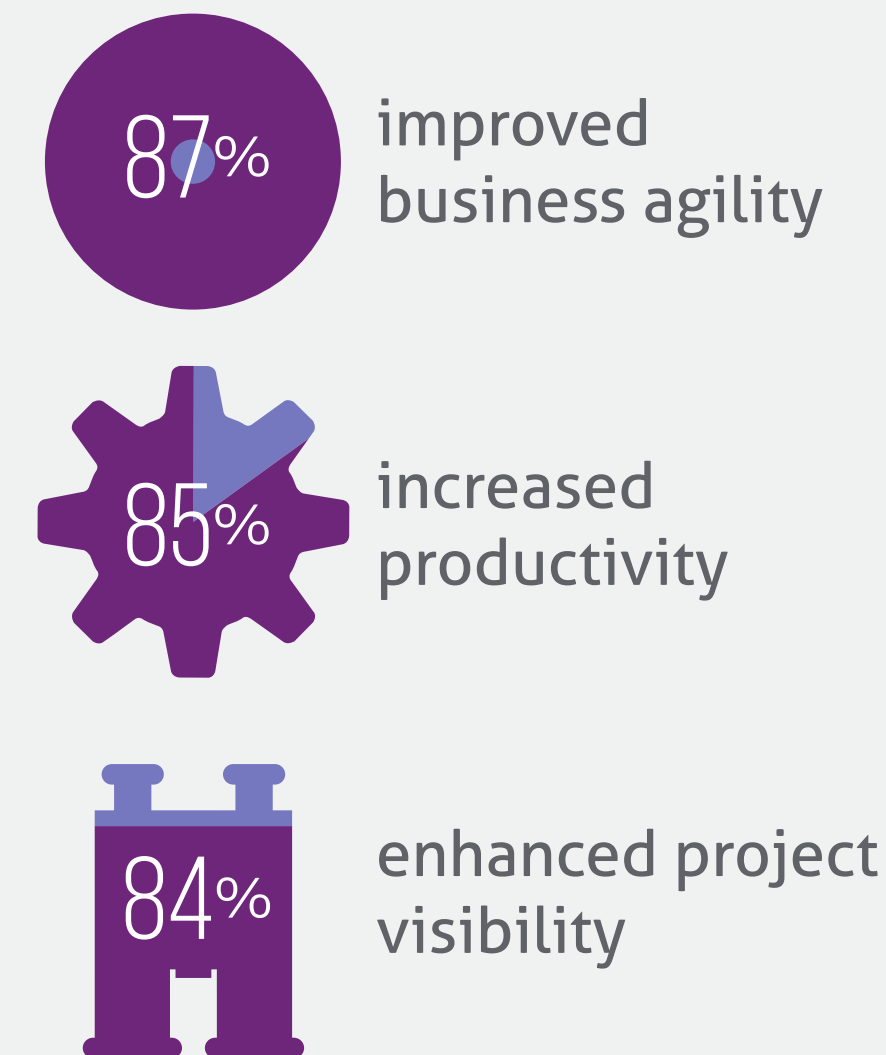 87%
improved
business agility
85%
increased
productivity
84%
enhanced project
visibility